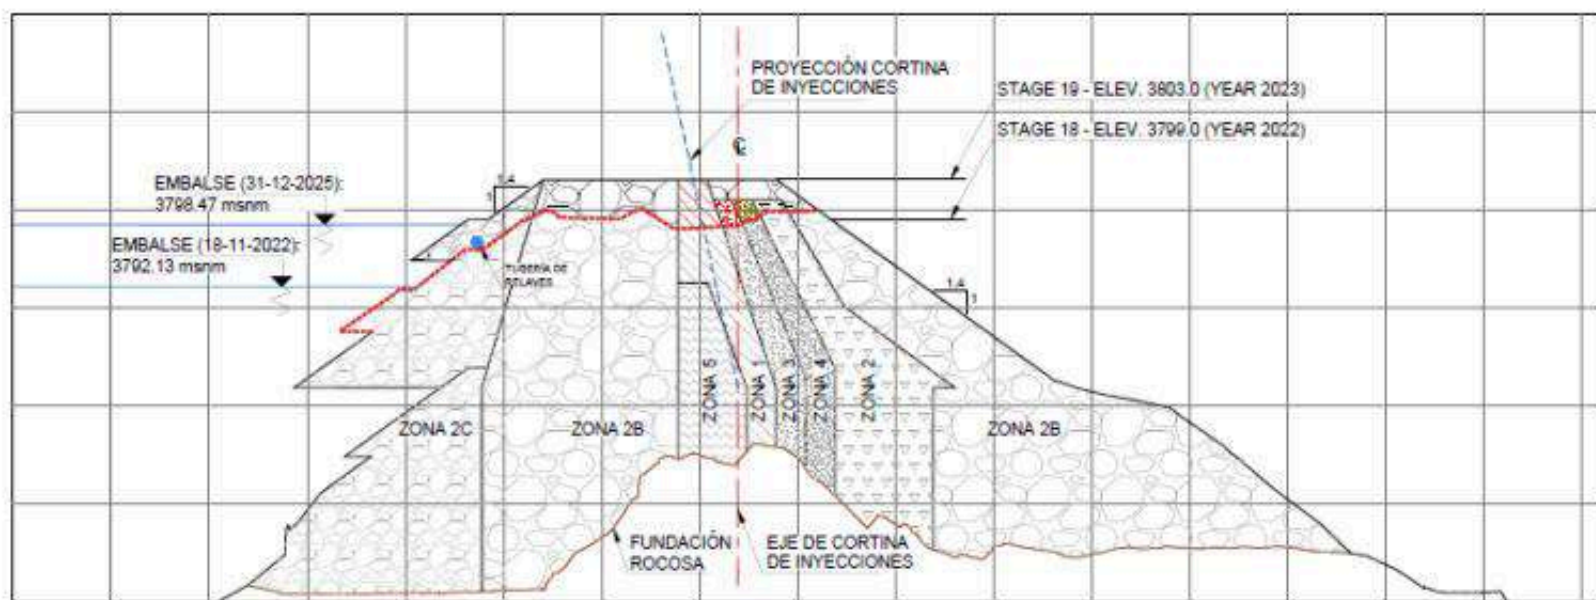 PROYECCIÓN CORTINA
DE INYECCIONES
STAGE 19 - ELEV. 3803.0 (YEAR 2023)
STAGE 18 - ELEV. 3799.0 (YEAR 2022)
℄
EMBALSE (31-12-2025):
3798.47 msnm
1.4
1
EMBALSE (18-11-2022):
3792.13 msnm
TUBERÍA DE
RELAVES
1.4
1
ZONA 5
ZONA 1
ZONA 3
ZONA 4
ZONA 2
ZONA 2C
ZONA 2B
ZONA 2B
FUNDACIÓN
ROCOSA
EJE DE CORTINA
DE INYECCIONES